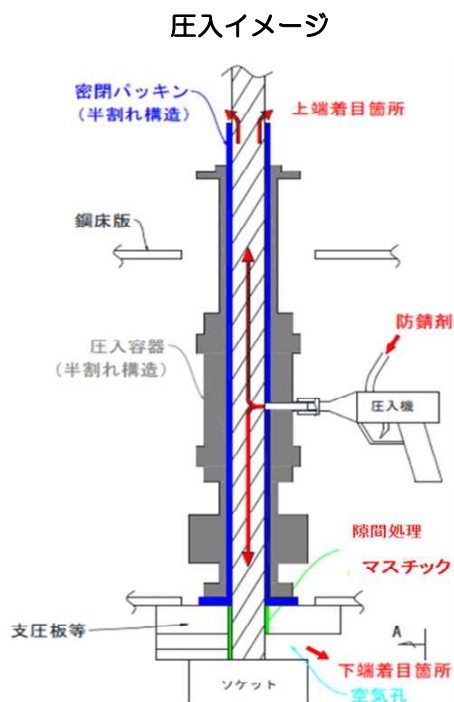 圧入イメージ
密閉パッキン
(半割れ構造)
上端着目箇所
鋼床版
防錆剤
圧入容器
(半割れ構造)
圧入機
隙間処理
マスチック
支圧板等
A
下端着目箇所
ソケット
空気孔